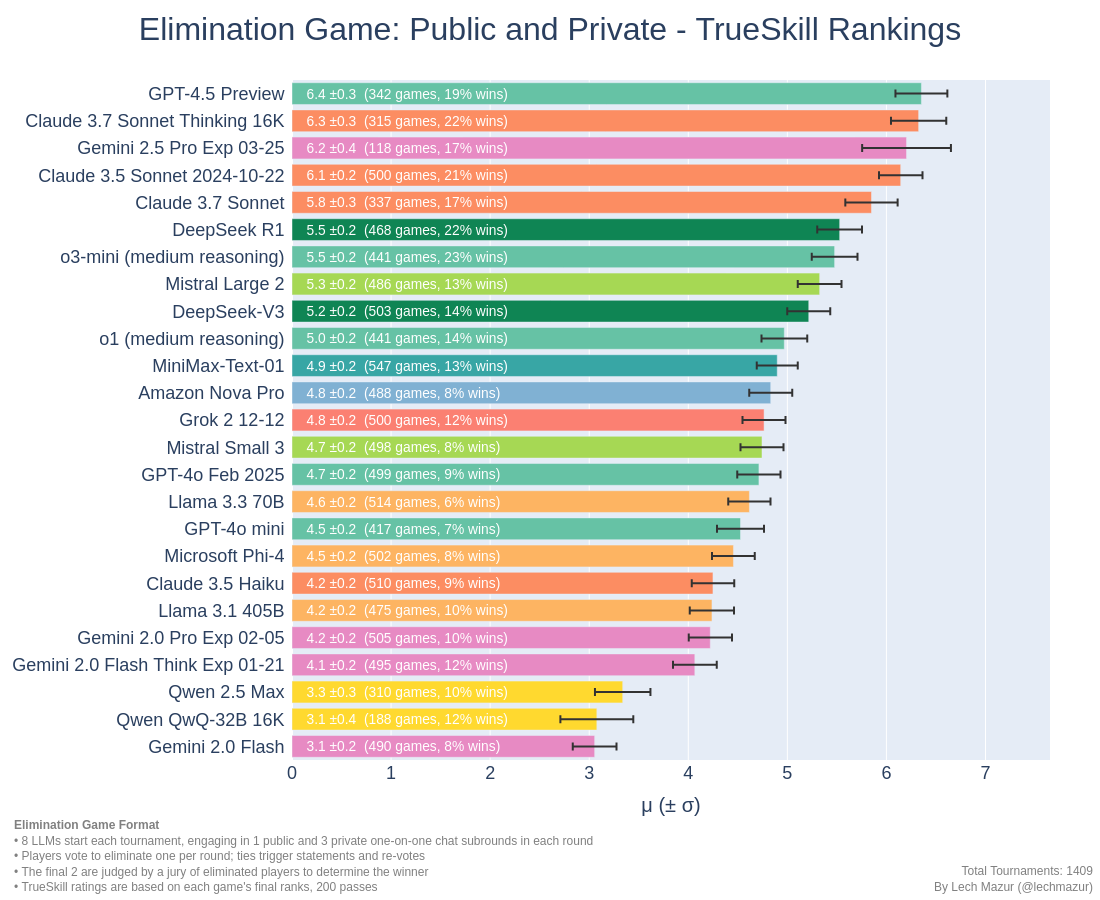 Elimination Game: Public and Private - TrueSkill Rankings
GPT-4.5 Preview 6.4 ±0.3 (342 games, 19% wins)
Claude 3.7 Sonnet Thinking 16K 6.3 ±0.3 (315 games, 22% wins)
Gemini 2.5 Pro Exp 03-25 6.2 ±0.4 (118 games, 17% wins)
Claude 3.5 Sonnet 2024-10-22 6.1 ±0.2 (500 games, 21% wins)
Claude 3.7 Sonnet 5.8 ±0.3 (337 games, 17% wins)
DeepSeek R1 5.5 ±0.2 (468 games, 22% wins)
o3-mini (medium reasoning) 5.5 ±0.2 (441 games, 23% wins)
Mistral Large 2 5.3 ±0.2 (486 games, 13% wins)
DeepSeek-V3 5.2 ±0.2 (503 games, 14% wins)
o1 (medium reasoning) 5.0 ±0.2 (441 games, 14% wins)
MiniMax-Text-01 4.9 ±0.2 (547 games, 13% wins)
Amazon Nova Pro 4.8 ±0.2 (488 games, 8% wins)
Grok 2 12-12 4.8 ±0.2 (500 games, 12% wins)
Mistral Small 3 4.7 ±0.2 (498 games, 8% wins)
GPT-4o Feb 2025 4.7 ±0.2 (499 games, 9% wins)
Llama 3.3 70B 4.6 ±0.2 (514 games, 6% wins)
GPT-4o mini 4.5 ±0.2 (417 games, 7% wins)
Microsoft Phi-4 4.5 ±0.2 (502 games, 8% wins)
Claude 3.5 Haiku 4.2 ±0.2 (510 games, 9% wins)
Llama 3.1 405B 4.2 ±0.2 (475 games, 10% wins)
Gemini 2.0 Pro Exp 02-05 4.2 ±0.2 (505 games, 10% wins)
Gemini 2.0 Flash Think Exp 01-21 4.1 ±0.2 (495 games, 12% wins)
Qwen 2.5 Max 3.3 ±0.3 (310 games, 10% wins)
Qwen QwQ-32B 16K 3.1 ±0.4 (188 games, 12% wins)
Gemini 2.0 Flash 3.1 ±0.2 (490 games, 8% wins)
0 1 2 3 4 5 6 7
μ (± σ)
Elimination Game Format
• 8 LLMs start each tournament, engaging in 1 public and 3 private one-on-one chat subrounds in each round
• Players vote to eliminate one per round; ties trigger statements and re-votes
• The final 2 are judged by a jury of eliminated players to determine the winner
• TrueSkill ratings are based on each game's final ranks, 200 passes
Total Tournaments: 1409
By Lech Mazur (@lechmazur)